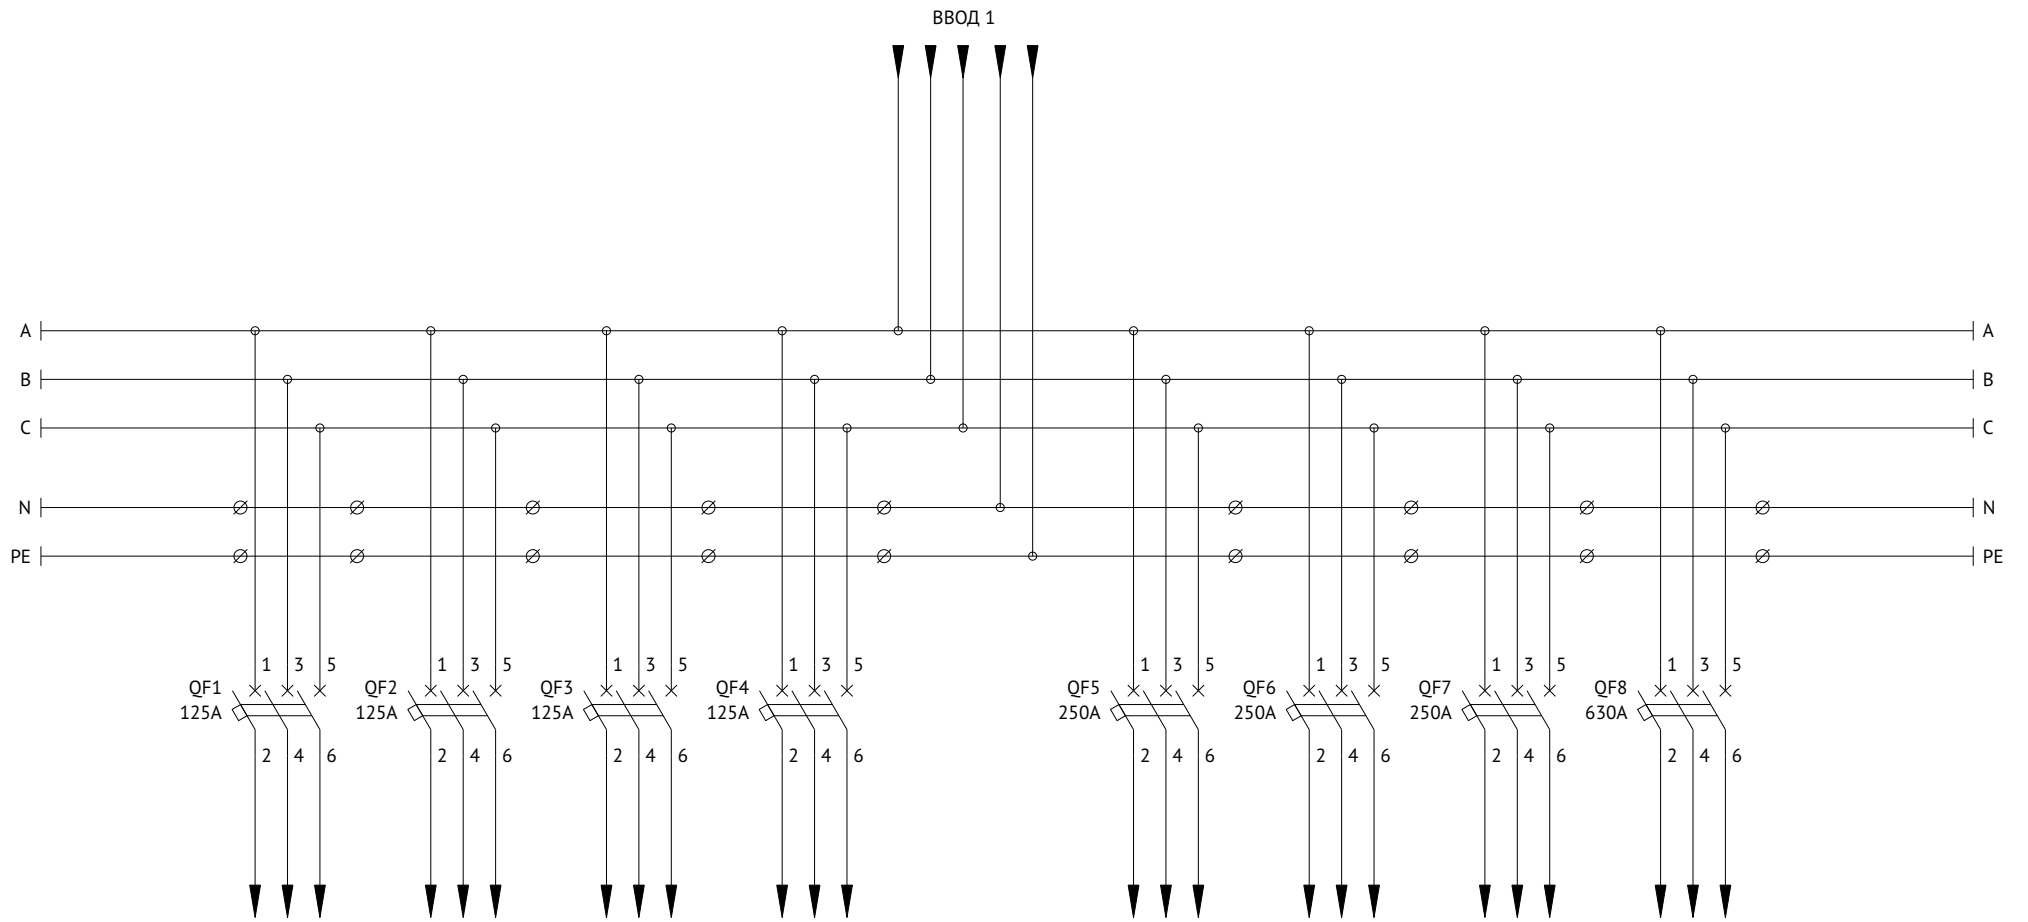 ВВОД 1
A A
B B
C C
N N
PE PE
1 3 5 1 3 5 1 3 5 1 3 5 1 3 5 1 3 5 1 3 5 1 3 5
QF1 QF2 QF3 QF4 QF5 QF6 QF7 QF8
125A 125A 125A 125A 250A 250A 250A 630A
2 4 6 2 4 6 2 4 6 2 4 6 2 4 6 2 4 6 2 4 6 2 4 6